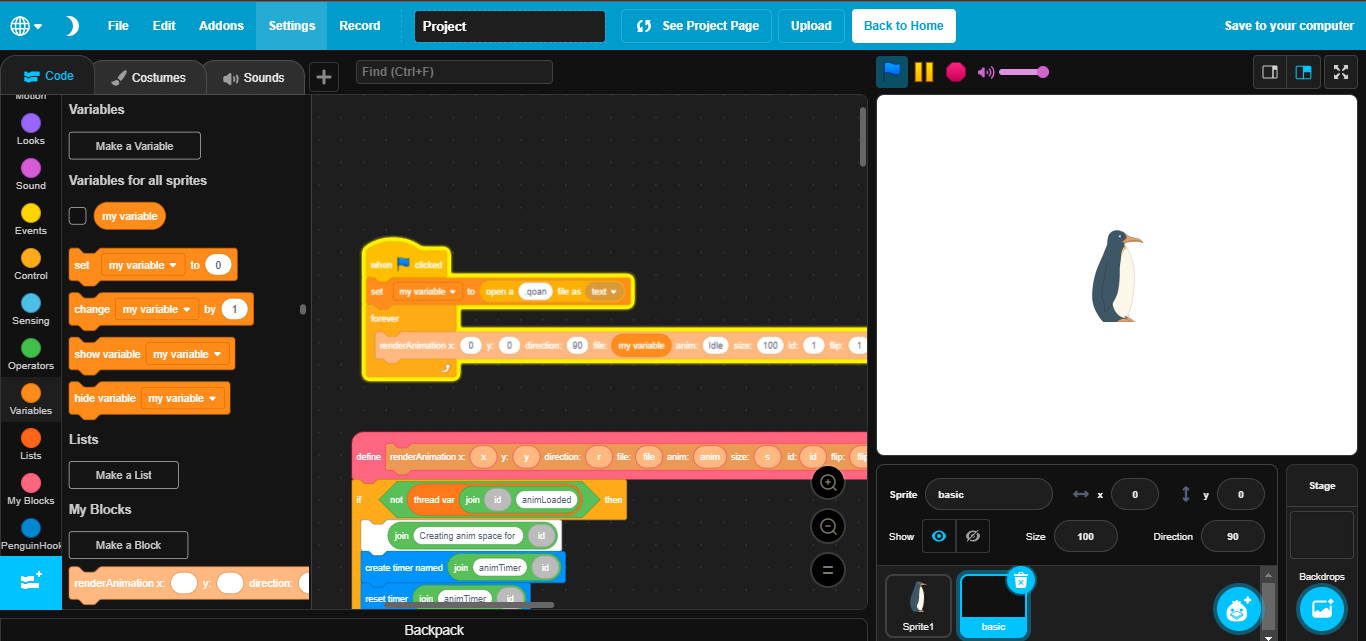 File Edit Addons Settings Record Project See Project Page Upload Back to Home Save to your computer
Code Costumes Sounds Find (Ctrl+F)
Motion
Looks
Sound
Events
Control
Sensing
Operators
Variables
Lists
My Blocks
PenguinHook
Variables
Make a Variable
Variables for all sprites
my variable
set my variable to 0
change my variable by 1
show variable my variable
hide variable my variable
Lists
Make a List
My Blocks
Make a Block
renderAnimation x: y: direction:
when clicked
set my variable to open a .qoan file as text
forever
renderAnimation x: 0 y: 0 direction: 90 file: my variable anim: Idle size: 100 id: 1 flip: 1
define renderAnimation x: x y: y direction: r file: file anim: anim size: s id: id flip: flip
if not thread var join id animLoaded then
join Creating anim space for id
create timer named join animTimer id
reset timer join animTimer id
Backpack
Sprite basic x 0 y 0
Show Size 100 Direction 90
Sprite1
basic
Stage
Backdrops